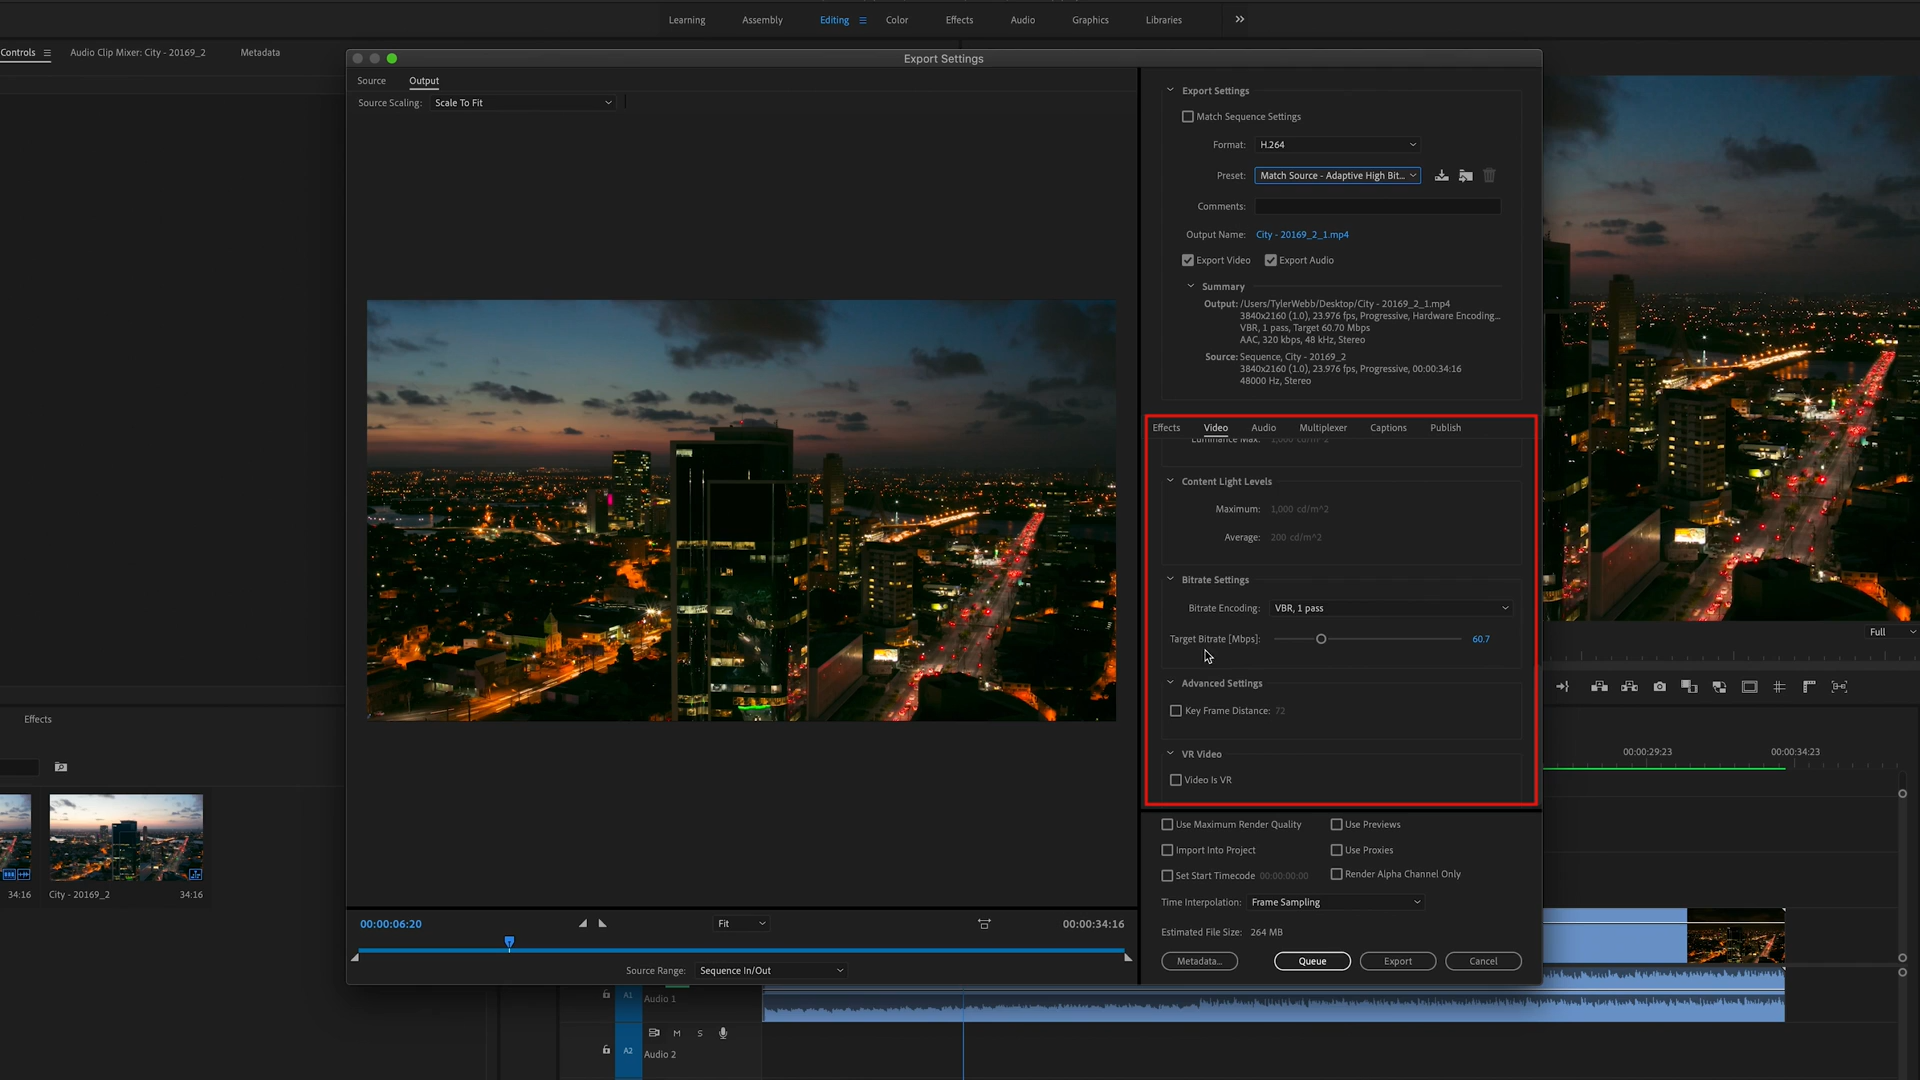 Learning Assembly Editing Color Effects Audio Graphics Libraries
Controls Audio Clip Mixer: City - 20169_2 Metadata
Export Settings
Source Output
Source Scaling: Scale To Fit
Export Settings
Match Sequence Settings
Format: H.264
Preset: Match Source - Adaptive High Bit...
Comments:
Output Name: City - 20169_2_1.mp4
Export Video Export Audio
Summary
Output: /Users/TylerWebb/Desktop/City - 20169_2_1.mp4
3840x2160 (1.0), 23.976 fps, Progressive, Hardware Encoding...
VBR, 1 pass, Target 60.70 Mbps
AAC, 320 kbps, 48 kHz, Stereo
Source: Sequence, City - 20169_2
3840x2160 (1.0), 23.976 fps, Progressive, 00:00:34:16
48000 Hz, Stereo
Effects Video Audio Multiplexer Captions Publish
Luminance Max: 1,000 cd/m^2
Content Light Levels
Maximum: 1,000 cd/m^2
Average: 200 cd/m^2
Bitrate Settings
Bitrate Encoding: VBR, 1 pass
Target Bitrate [Mbps]: 60.7
Advanced Settings
Key Frame Distance: 72
VR Video
Video Is VR
Use Maximum Render Quality Use Previews
Import Into Project Use Proxies
Set Start Timecode 00:00:00:00 Render Alpha Channel Only
Time Interpolation: Frame Sampling
Estimated File Size: 264 MB
Metadata... Queue Export Cancel
00:00:06:20 Fit 00:00:34:16
Source Range: Sequence In/Out
Full
00:00:29:23 00:00:34:23
Effects
34:16 City - 20169_2 34:16
A1 Audio 1
M S
A2 Audio 2